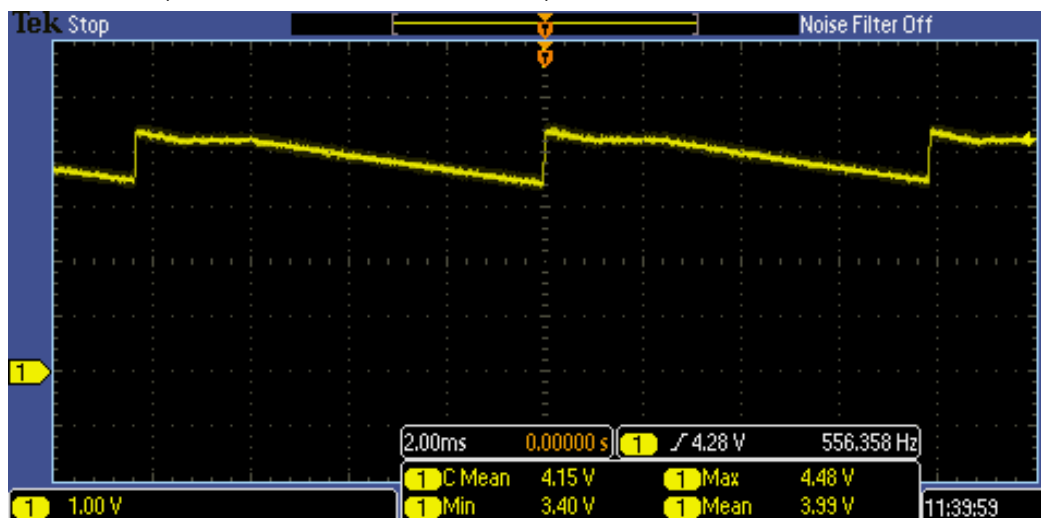 Tek Stop Noise Filter Off
T
T
1
2.00ms 0.00000 s 1 4.28 V 556.358 Hz
1 C Mean 4.15 V 1 Max 4.48 V
1 1.00 V 1 Min 3.40 V 1 Mean 3.99 V 11:39:59